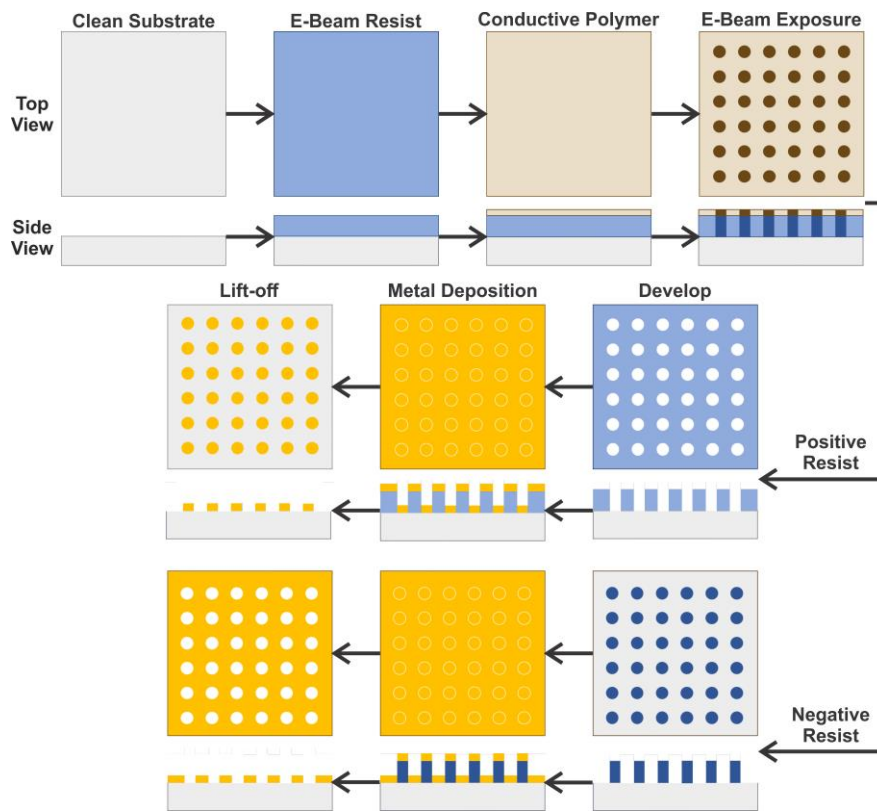 Clean Substrate
E-Beam Resist
Conductive Polymer
E-Beam Exposure
Top
View
Side
View
Lift-off
Metal Deposition
Develop
Positive
Resist
Negative
Resist